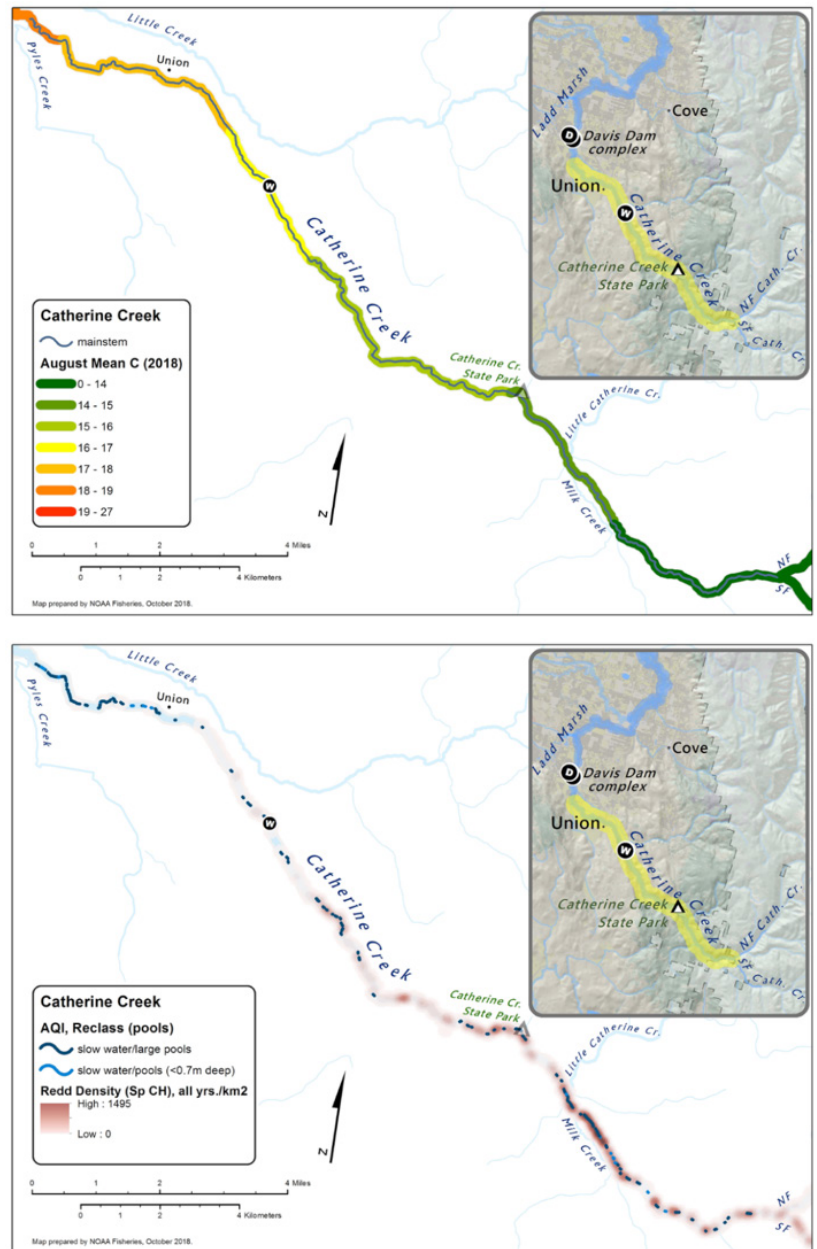 Little Creek
Pyles Creek
Union
W
Catherine Creek
Catherine Cr.
State Park
Little Catherine Cr.
Milk Creek
NF
SF
Ladd Marsh
Cove
D
Davis Dam
complex
Union
W
Catherine Creek
Catherine Creek
State Park
NF Cath. Cr.
SF Cath. Cr.
Catherine Creek
mainstem
August Mean C (2018)
0 - 14
14 - 15
15 - 16
16 - 17
17 - 18
18 - 19
19 - 27
N
0 1 2 4 Miles
0 1 2 4 Kilometers
Map prepared by NOAA Fisheries, October 2018.
Little Creek
Pyles Creek
Union
W
Catherine Creek
Catherine Cr.
State Park
Little Catherine Cr.
Milk Creek
NF
SF
Ladd Marsh
Cove
D
Davis Dam
complex
Union
W
Catherine Creek
Catherine Creek
State Park
NF Cath. Cr.
SF Cath. Cr.
Catherine Creek
AQI, Reclass (pools)
slow water/large pools
slow water/pools (<0.7m deep)
Redd Density (Sp CH), all yrs./km2
High : 1495
Low : 0
N
0 1 2 4 Miles
0 1 2 4 Kilometers
Map prepared by NOAA Fisheries, October 2018.